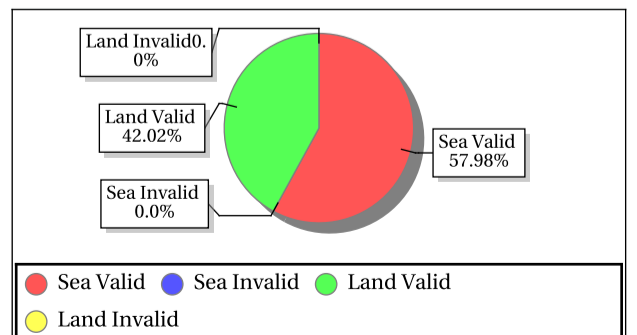 Land Invalid0.
0%
Land Valid
42.02%
Sea Valid
57.98%
Sea Invalid
0.0%
Sea Valid
Sea Invalid
Land Valid
Land Invalid